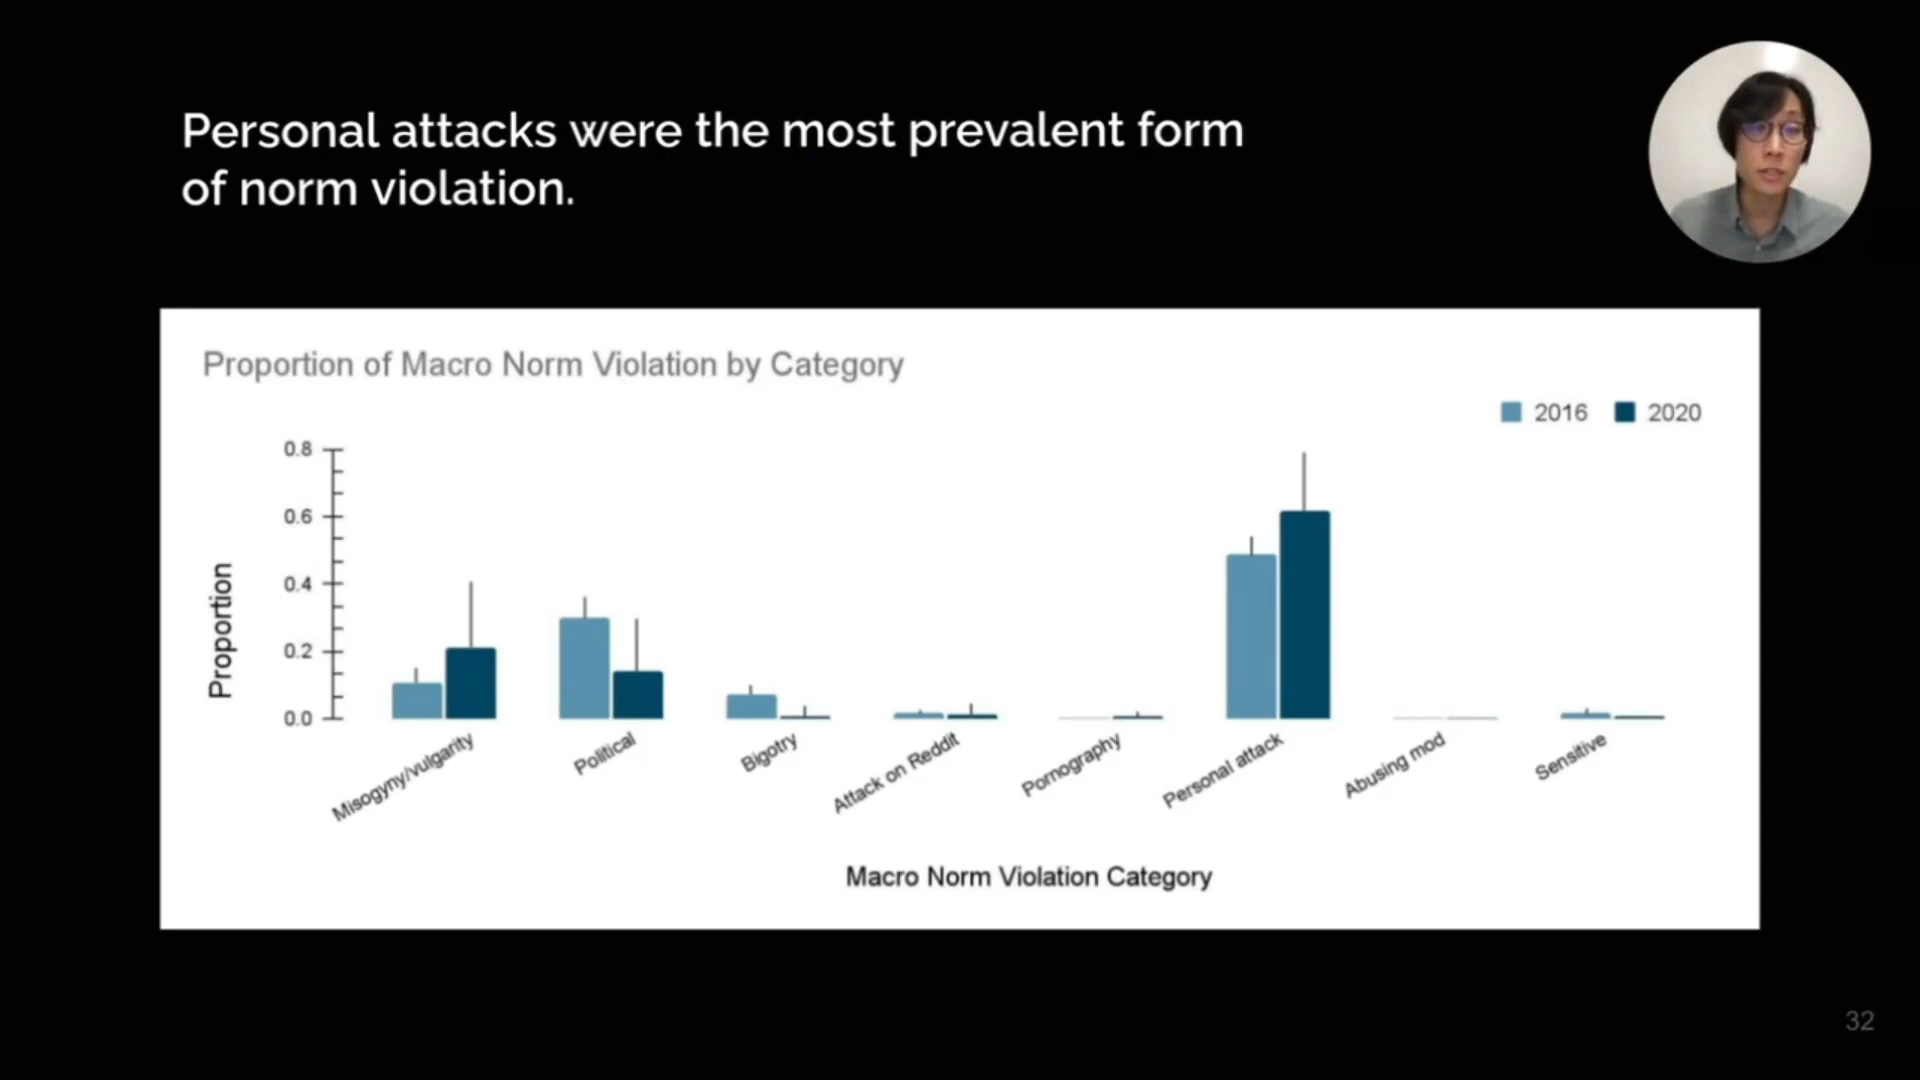 Personal attacks were the most prevalent form
of norm violation.
Proportion of Macro Norm Violation by Category
2016 2020
Proportion
0.8
0.6
0.4
0.2
0.0
Misogyny/vulgarity
Political
Bigotry
Attack on Reddit
Pornography
Personal attack
Abusing mod
Sensitive
Macro Norm Violation Category
32